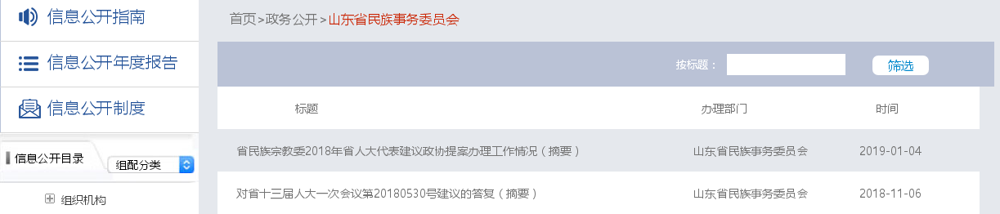 信息公开指南
信息公开年度报告
信息公开制度
信息公开目录
组配分类
组织机构
首页>政务公开>山东省民族事务委员会
按标题： 筛选
标题 办理部门 时间
省民族宗教委2018年省人大代表建议政协提案办理工作情况（摘要） 山东省民族事务委员会 2019-01-04
对省十三届人大一次会议第20180530号建议的答复（摘要） 山东省民族事务委员会 2018-11-06